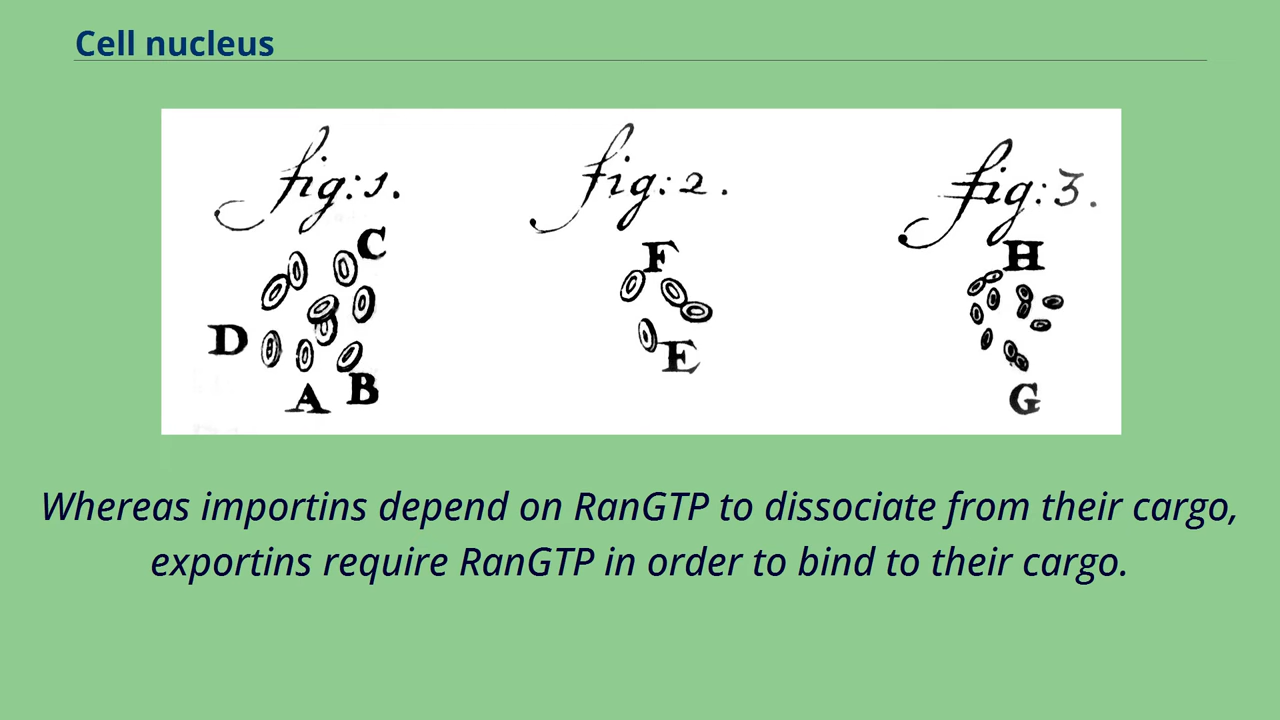 Cell nucleus
fig: 1.
fig: 2.
fig: 3.
C
D
A
B
F
E
H
G
Whereas importins depend on RanGTP to dissociate from their cargo,
exportins require RanGTP in order to bind to their cargo.